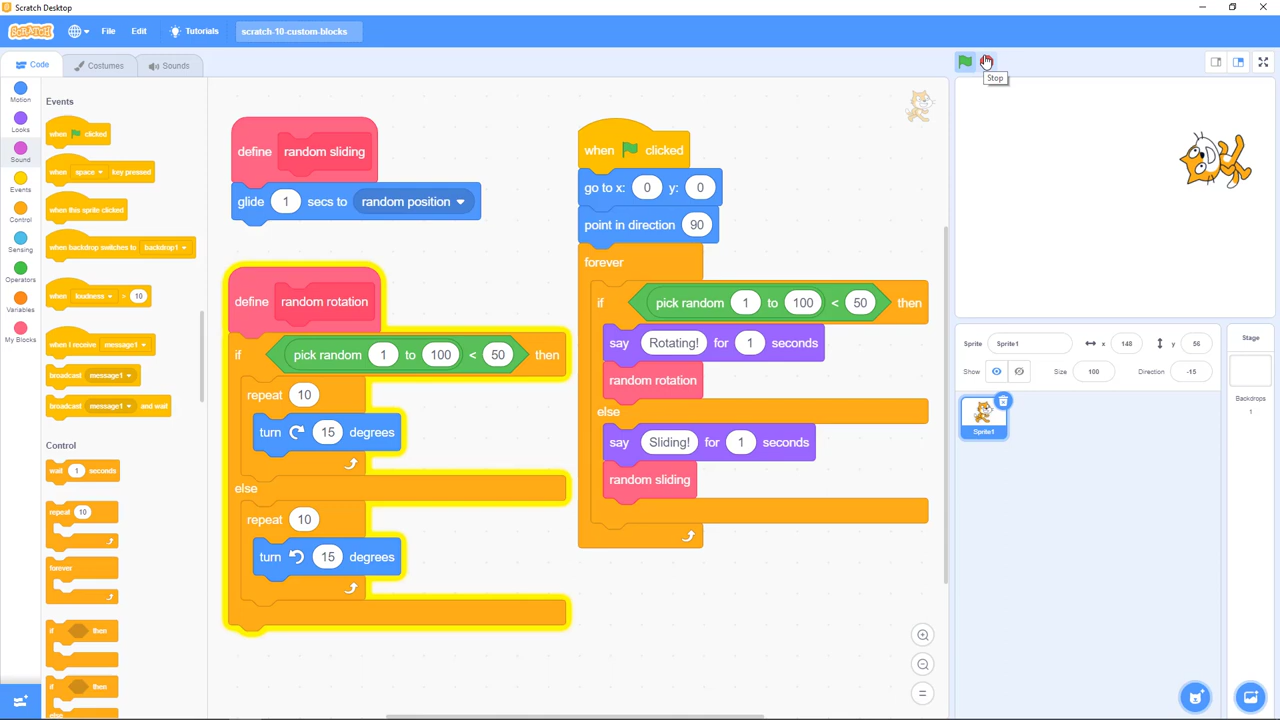 Scratch Desktop
SCRATCH
File
Edit
Tutorials
scratch-10-custom-blocks
Code
Costumes
Sounds
Stop
Motion
Looks
Sound
Events
Control
Sensing
Operators
Variables
My Blocks
Events
when clicked
when space key pressed
when this sprite clicked
when backdrop switches to backdrop1
when loudness > 10
when I receive message1
broadcast message1
broadcast message1 and wait
Control
wait 1 seconds
repeat 10
forever
if then
if then
else
define random sliding
glide 1 secs to random position
define random rotation
if pick random 1 to 100 < 50 then
repeat 10
turn 15 degrees
else
repeat 10
turn 15 degrees
when clicked
go to x: 0 y: 0
point in direction 90
forever
if pick random 1 to 100 < 50 then
say Rotating! for 1 seconds
random rotation
else
say Sliding! for 1 seconds
random sliding
Sprite Sprite1 x 148 y 56
Show Size 100 Direction -15
Sprite1
Stage
Backdrops
1